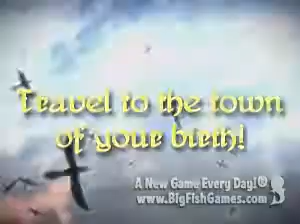 Travel to the town
of your birth!
A New Game Every Day!®
www.BigFishGames.com